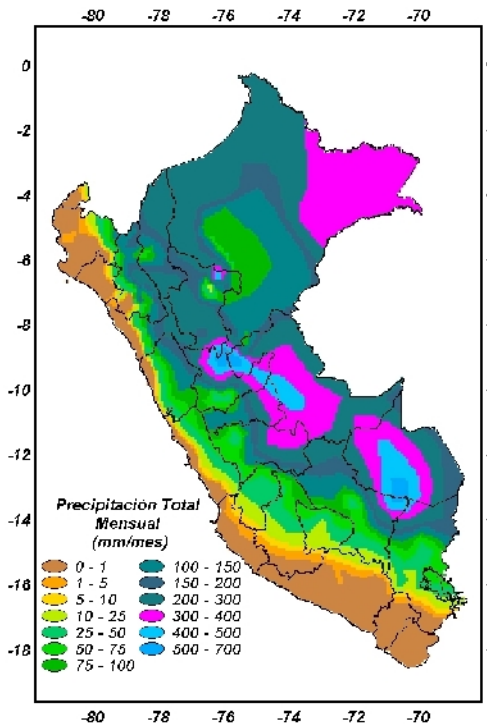 -80 -76 -74 -72 -70
0
-2
-4
-6
-8
-10
-12
-14
-16
-18
Precipitación Total
Mensual
(mm/mes)
0 - 1
1 - 5
5 - 10
10 - 25
25 - 50
50 - 75
75 - 100
100 - 150
150 - 200
200 - 300
300 - 400
400 - 500
500 - 700
-80 -78 -76 -74 -72 -70